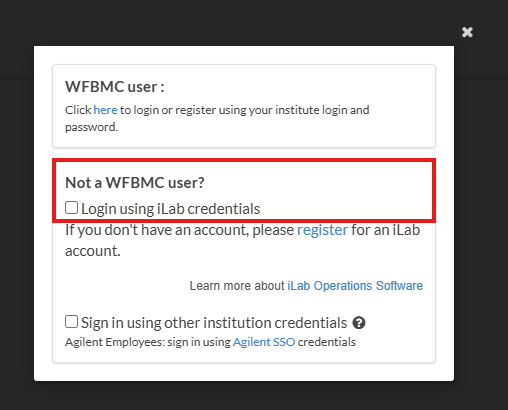 WFBMC user :
Click here to login or register using your institute login and
password.
Not a WFBMC user?
Login using iLab credentials
If you don't have an account, please register for an iLab
account.
Learn more about iLab Operations Software
Sign in using other institution credentials ?
Agilent Employees: sign in using Agilent SSO credentials